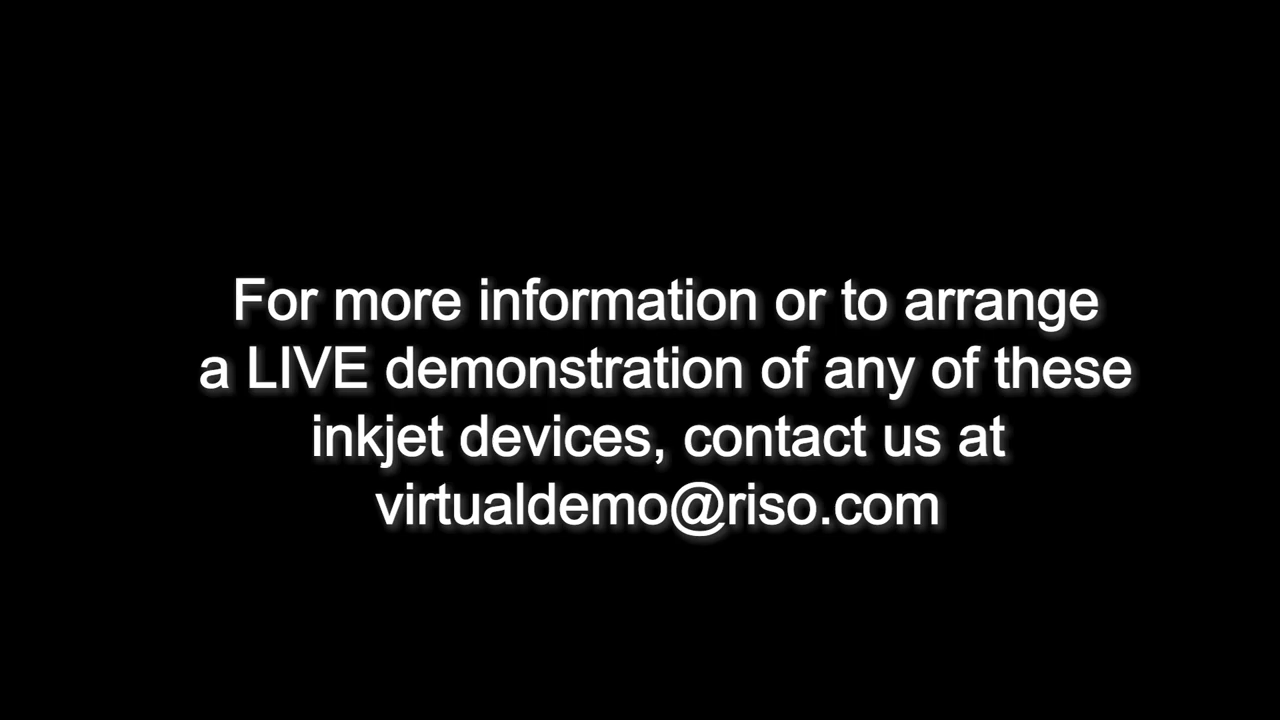 For more information or to arrange
a LIVE demonstration of any of these
inkjet devices, contact us at
virtualdemo@riso.com